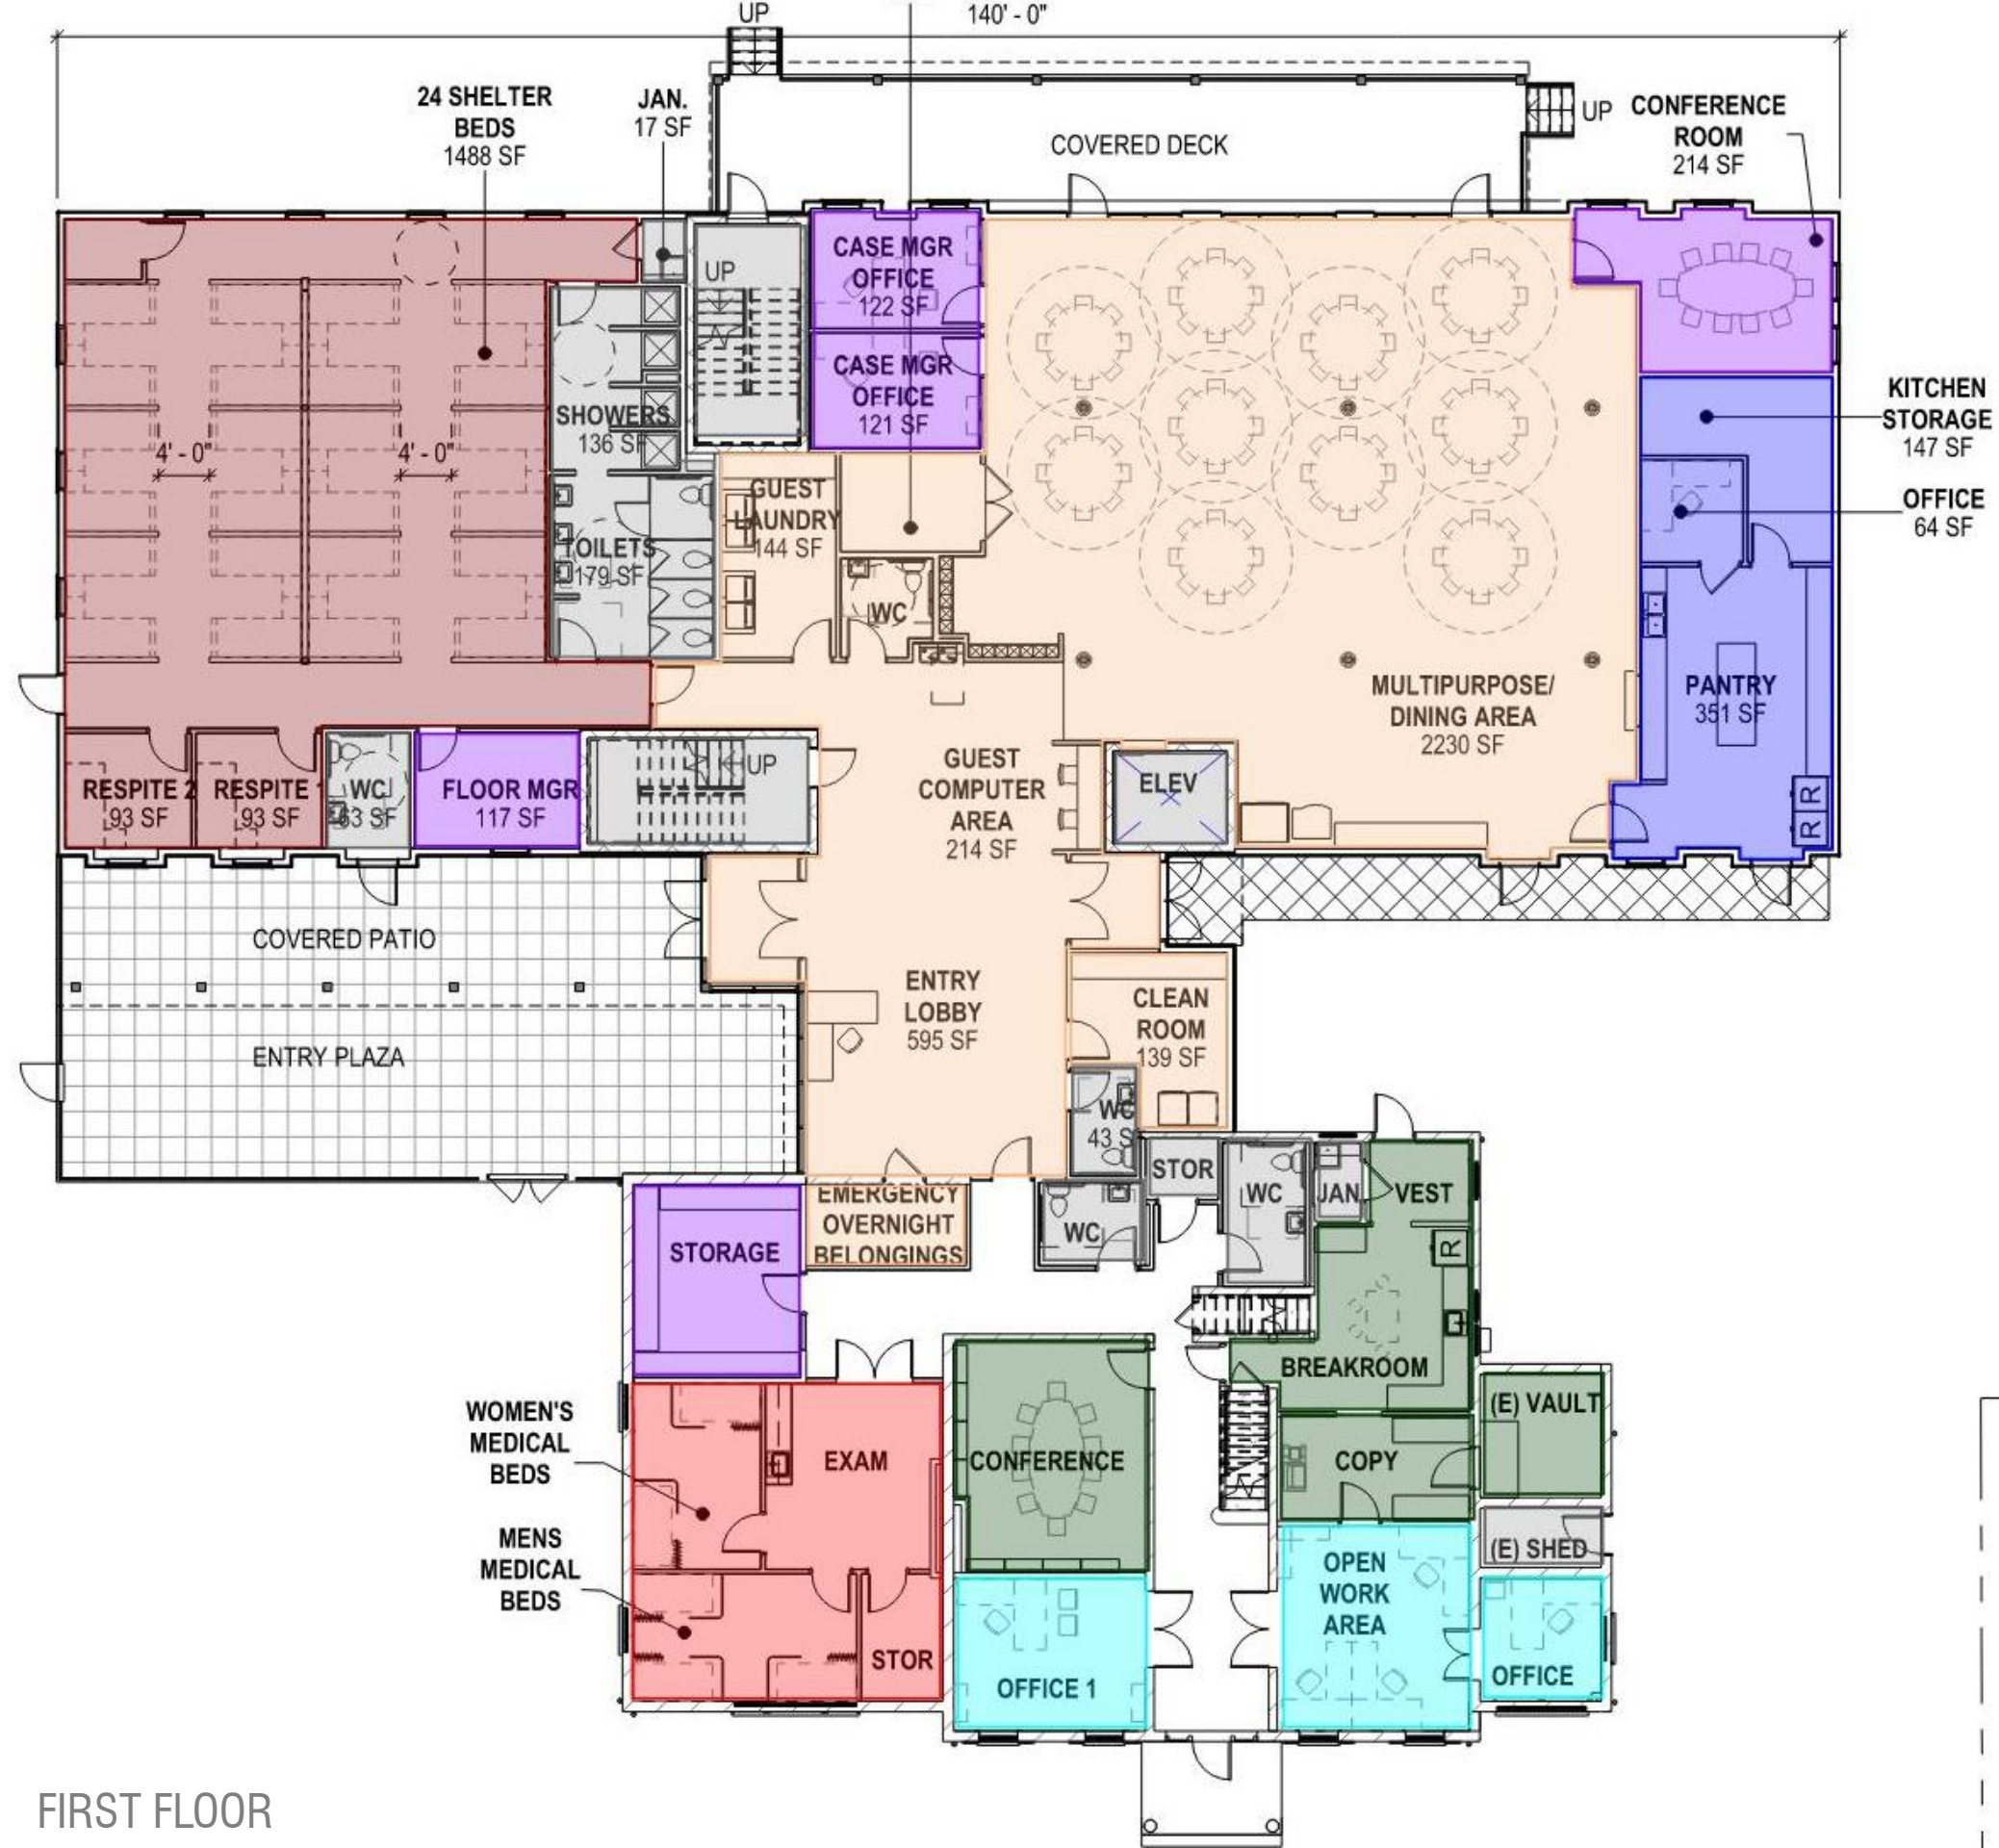 UP
140' - 0"
24 SHELTER
BEDS
1488 SF
JAN.
17 SF
COVERED DECK
UP
CONFERENCE
ROOM
214 SF
UP
CASE MGR
OFFICE
122 SF
CASE MGR
OFFICE
121 SF
KITCHEN
STORAGE
147 SF
OFFICE
64 SF
4' - 0"
4' - 0"
SHOWERS
136 SF
GUEST
LAUNDRY
144 SF
TOILETS
179 SF
WC
MULTIPURPOSE/
DINING AREA
2230 SF
PANTRY
351 SF
R
R
RESPITE 2
93 SF
RESPITE
93 SF
WC
63 SF
FLOOR MGR
117 SF
UP
GUEST
COMPUTER
AREA
214 SF
ELEV
COVERED PATIO
ENTRY PLAZA
ENTRY
LOBBY
595 SF
CLEAN
ROOM
139 SF
WC
43 S
STOR
WC
JAN
VEST
WC
R
STORAGE
EMERGENCY
OVERNIGHT
BELONGINGS
BREAKROOM
WOMEN'S
MEDICAL
BEDS
EXAM
CONFERENCE
COPY
(E) VAULT
MENS
MEDICAL
BEDS
STOR
OFFICE 1
OPEN
WORK
AREA
(E) SHED
OFFICE
FIRST FLOOR